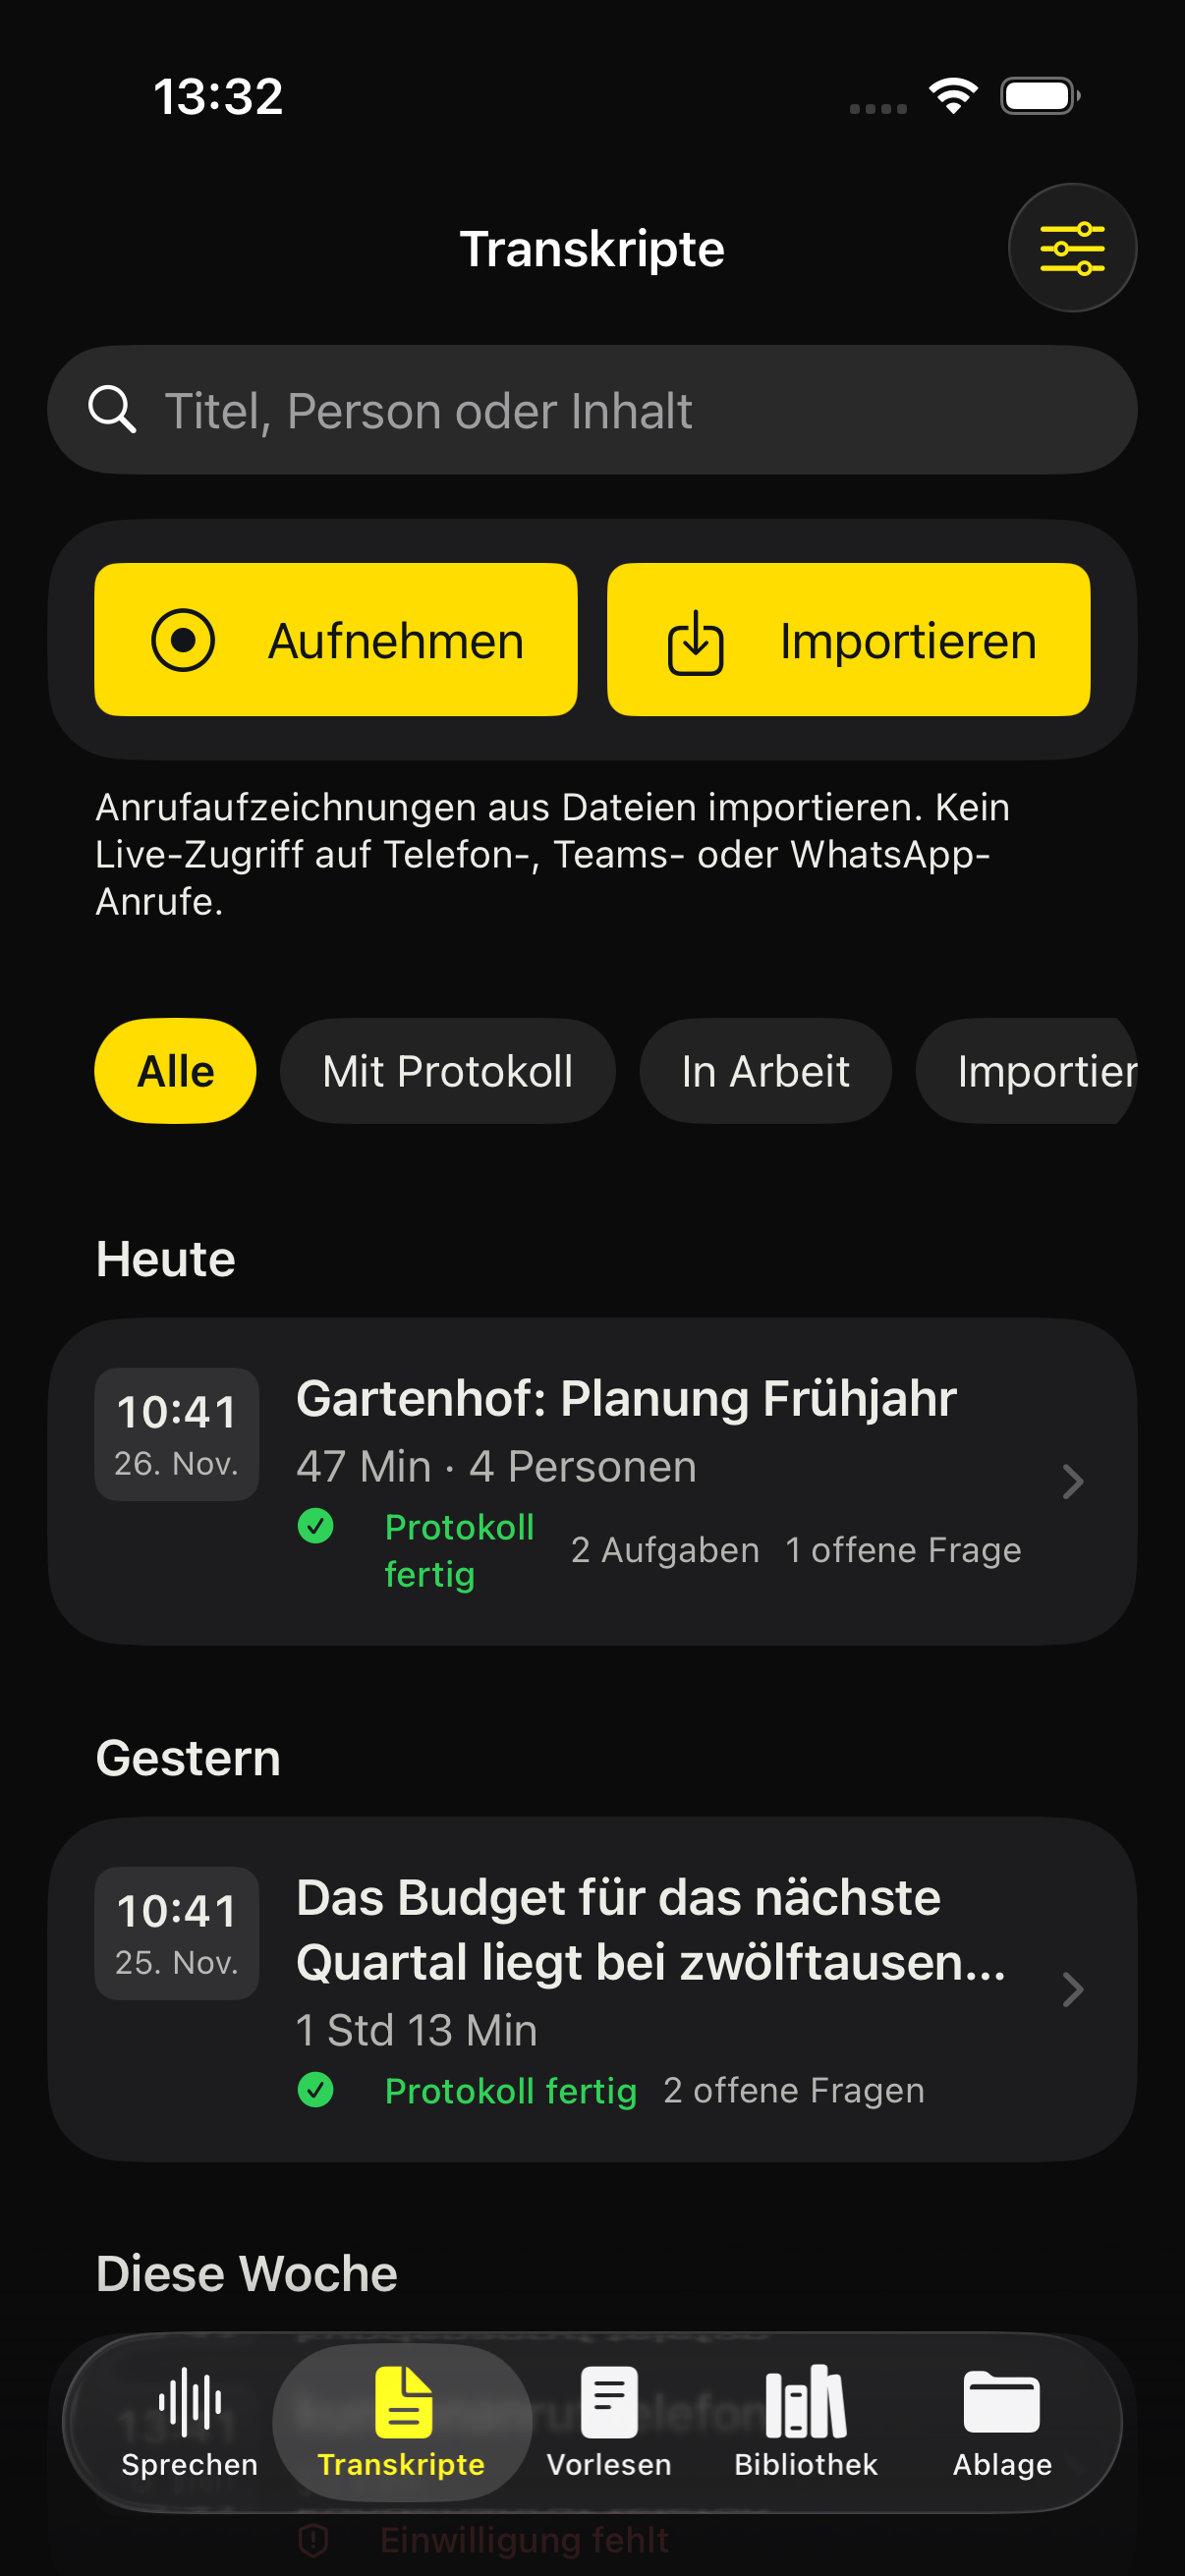 13:32
Transkripte
Titel, Person oder Inhalt
Aufnehmen
Importieren
Anrufaufzeichnungen aus Dateien importieren. Kein
Live-Zugriff auf Telefon-, Teams- oder WhatsApp-
Anrufe.
Alle
Mit Protokoll
In Arbeit
Importier
Heute
10:41
26. Nov.
Gartenhof: Planung Frühjahr
47 Min · 4 Personen
Protokoll
fertig
2 Aufgaben
1 offene Frage
Gestern
10:41
25. Nov.
Das Budget für das nächste
Quartal liegt bei zwölftausen...
1 Std 13 Min
Protokoll fertig
2 offene Fragen
Diese Woche
Sprechen
Transkripte
Vorlesen
Bibliothek
Ablage
Einwilligung fehlt